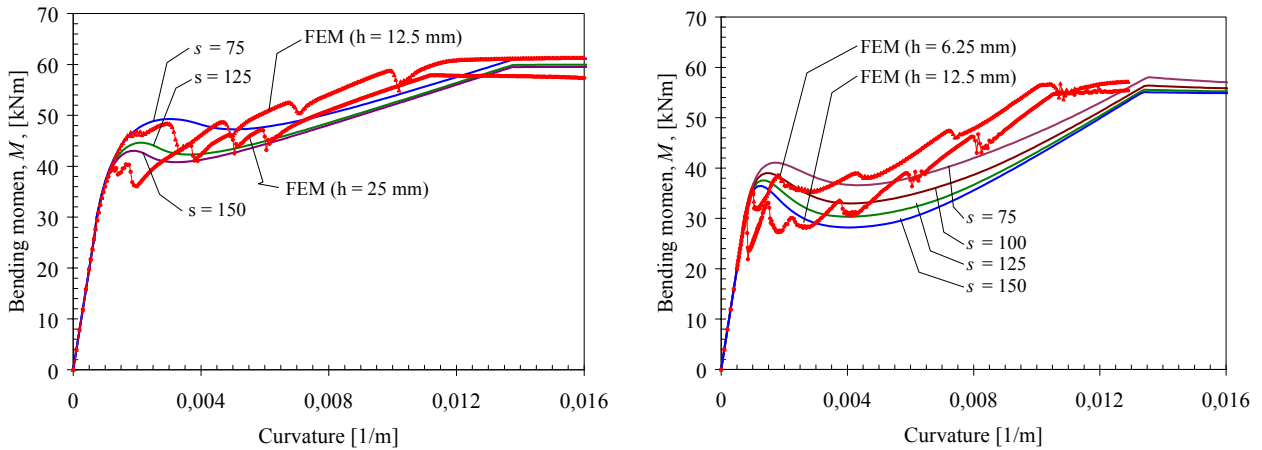 Bending momen, M , [kNm]
70
60
50
40
30
20
10
0
s = 75
s = 125
FEM (h = 12.5 mm)
FEM (h = 25 mm)
s = 150
0
0,004
0,008
0,012
0,016
Curvature [1/m]
Bending momen, M , [kNm]
70
60
50
40
30
20
10
0
FEM (h = 6.25 mm)
FEM (h = 12.5 mm)
s = 75
s = 100
s = 125
s = 150
0
0,004
0,008
0,012
0,016
Curvature [1/m]